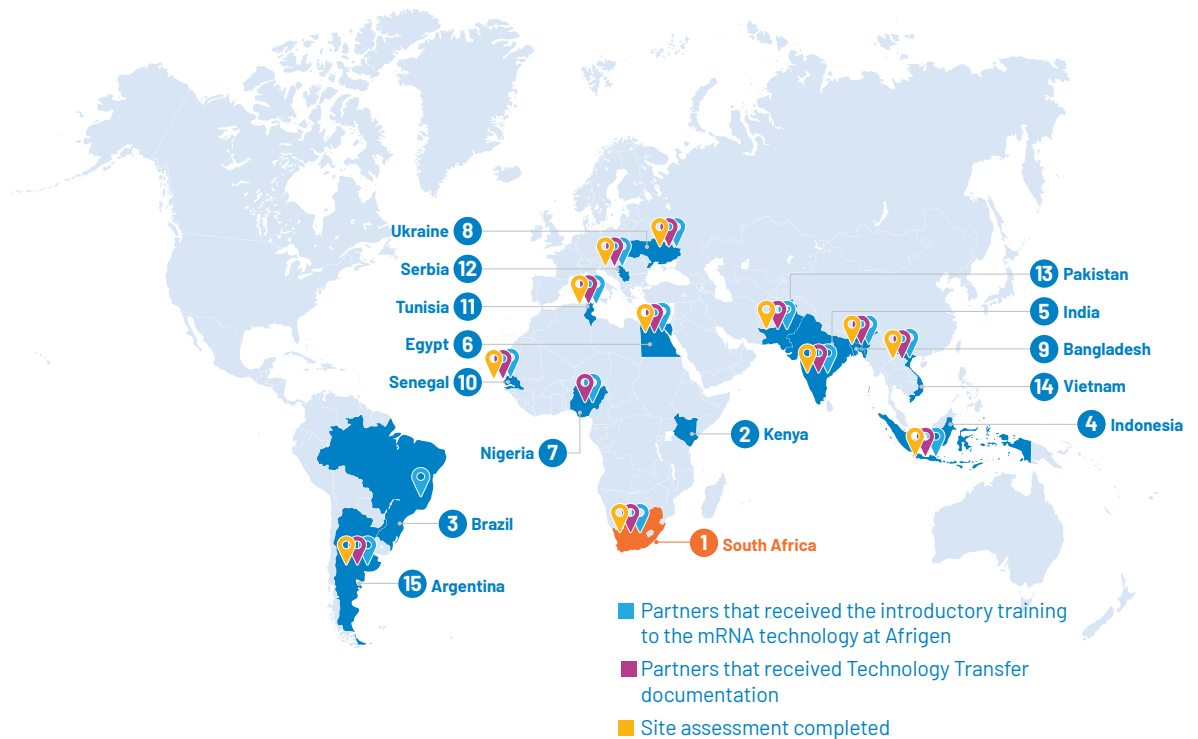 Ukraine 8
Serbia 12
Tunisia 11
Egypt 6
Senegal 10
Nigeria 7
13 Pakistan
5 India
9 Bangladesh
14 Vietnam
4 Indonesia
2 Kenya
3 Brazil
1 South Africa
15 Argentina
Partners that received the introductory training
to the mRNA technology at Afrigen
Partners that received Technology Transfer
documentation
Site assessment completed